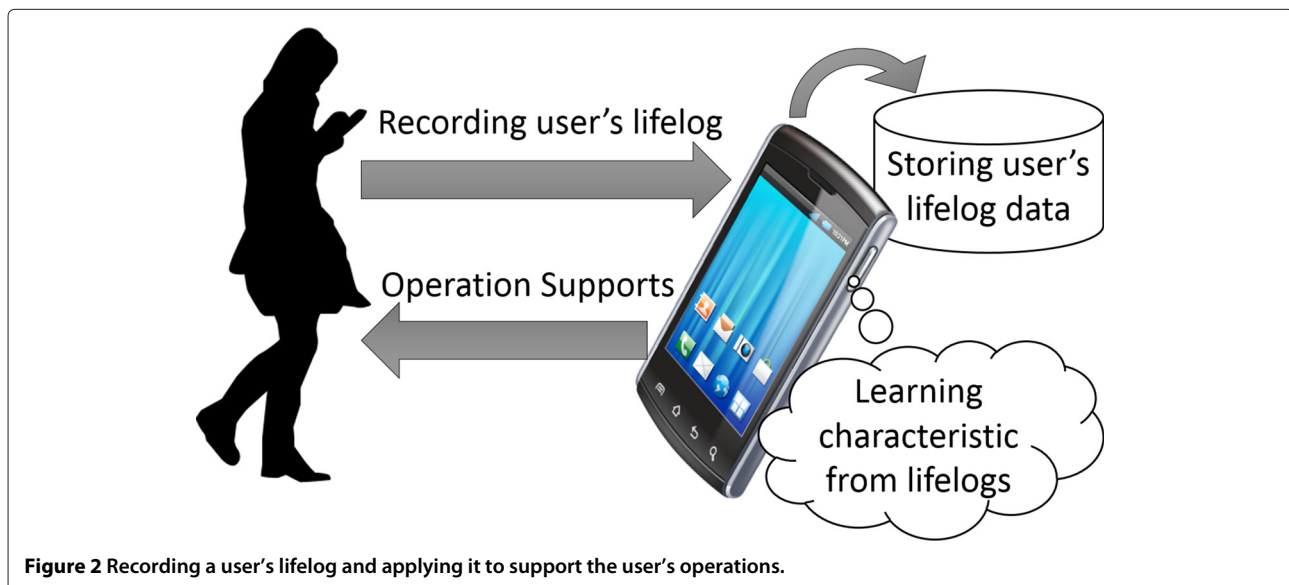 Recording user's lifelog
Storing user's
lifelog data
Operation Supports
Learning
characteristic
from lifelogs
Figure 2 Recording a user's lifelog and applying it to support the user's operations.